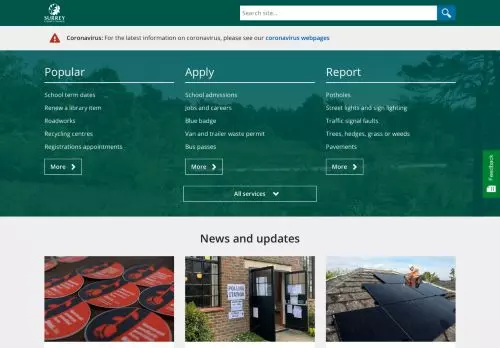 SURREY
Search site...
Coronavirus: For the latest information on coronavirus, please see our coronavirus webpages
Popular
School term dates
Renew a library item
Roadworks
Recycling centres
Registrations appointments
More
Apply
School admissions
Jobs and careers
Blue badge
Van and trailer waste permit
Bus passes
More
Report
Potholes
Street lights and sign lighting
Traffic signal faults
Trees, hedges, grass or weeds
Pavements
More
All services
Feedback
News and updates
POLLING
STATION